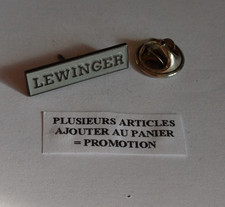 LEWINGER
PLUSIEURS ARTICLES
AJOUTER AU PANIER
= PROMOTION